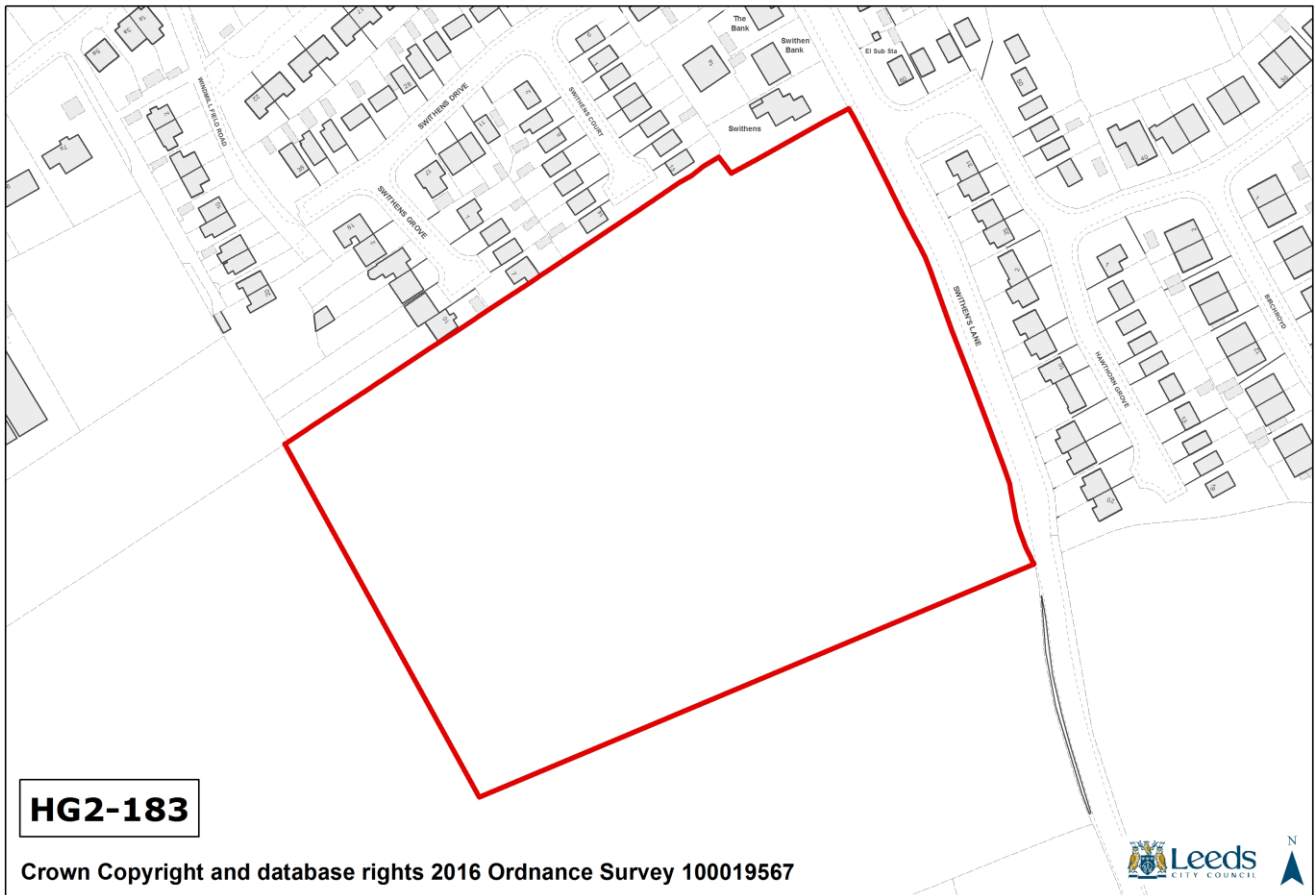 The
Bank
Swithen
Bank
El Sub Sta
WINDMILL FIELD ROAD
SWITHENS DRIVE
SWITHENS COURT
Swithens
SWITHENS GROVE
SWITHEN'S LANE
HAWTHORN GROVE
BIRCHROYD
HG2-183
Crown Copyright and database rights 2016 Ordnance Survey 100019567
Leeds
CITY COUNCIL
N